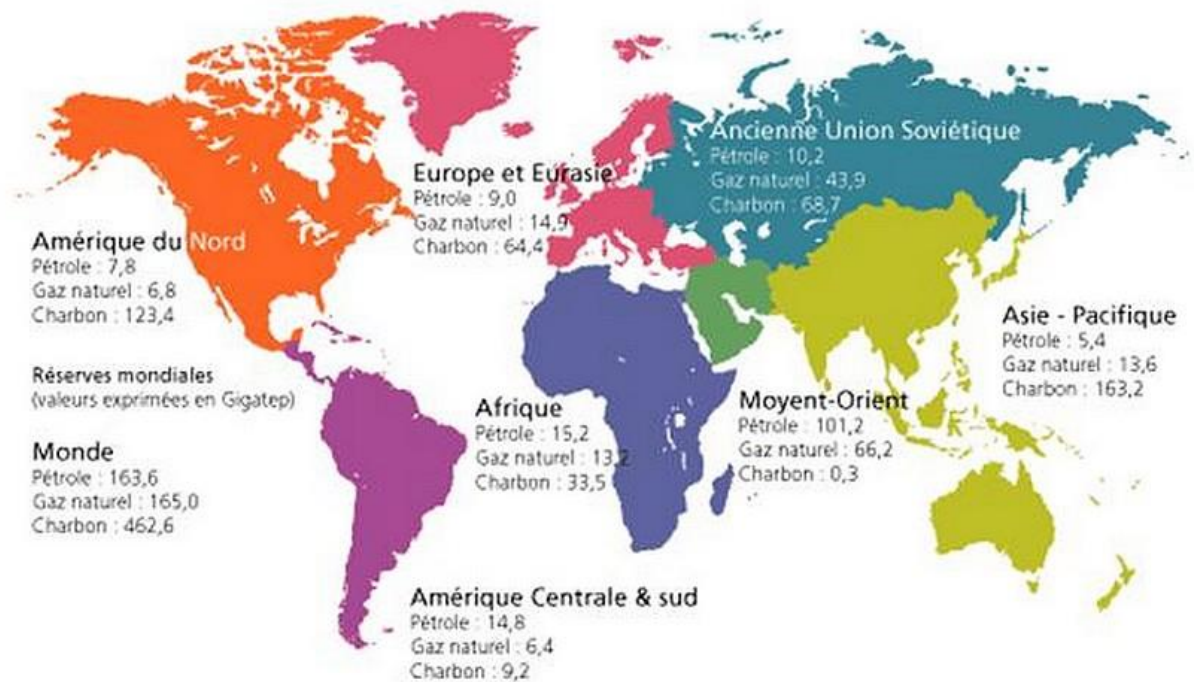 Ancienne Union Soviétique
Pétrole : 10,2
Gaz naturel : 43,9
Charbon : 68,7
Europe et Eurasie
Pétrole : 9,0
Gaz naturel : 14,9
Charbon : 64,4
Amérique du Nord
Pétrole : 7,8
Gaz naturel : 6,8
Charbon : 123,4
Asie - Pacifique
Pétrole : 5,4
Gaz naturel : 13,6
Charbon : 163,2
Réserves mondiales
(valeurs exprimées en Gigatep)
Monde
Pétrole : 163,6
Gaz naturel : 165,0
Charbon : 462,6
Afrique
Pétrole : 15,2
Gaz naturel : 13,2
Charbon : 33,5
Moyent-Orient
Pétrole : 101,2
Gaz naturel : 66,2
Charbon : 0,3
Amérique Centrale & sud
Pétrole : 14,8
Gaz naturel : 6,4
Charbon : 9,2